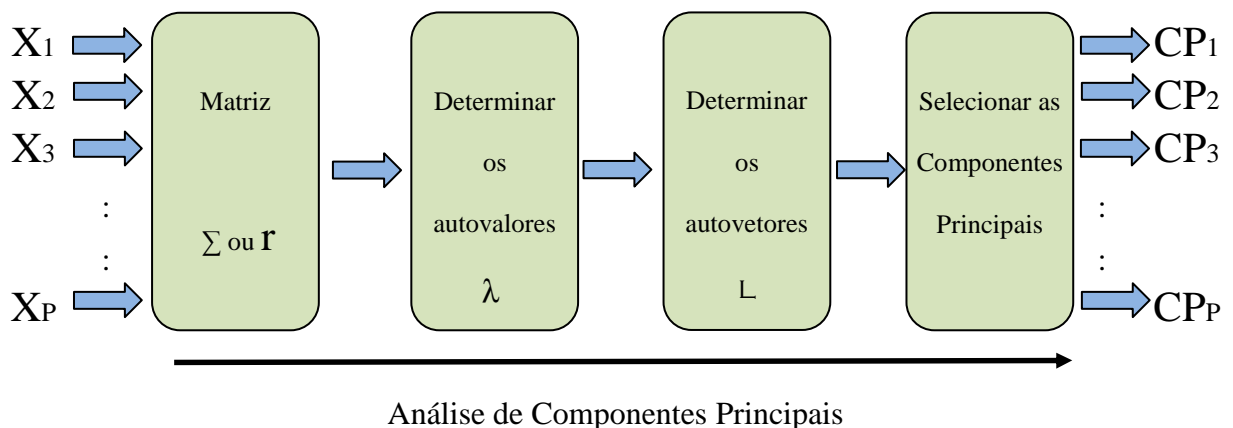 X1
X2
X3
:
:
XP
Matriz
∑ ou r
Determinar
os
autovalores
λ
Determinar
os
autovetores
L
Selecionar as
Componentes
Principais
CP1
CP2
CP3
:
:
CPP
Análise de Componentes Principais